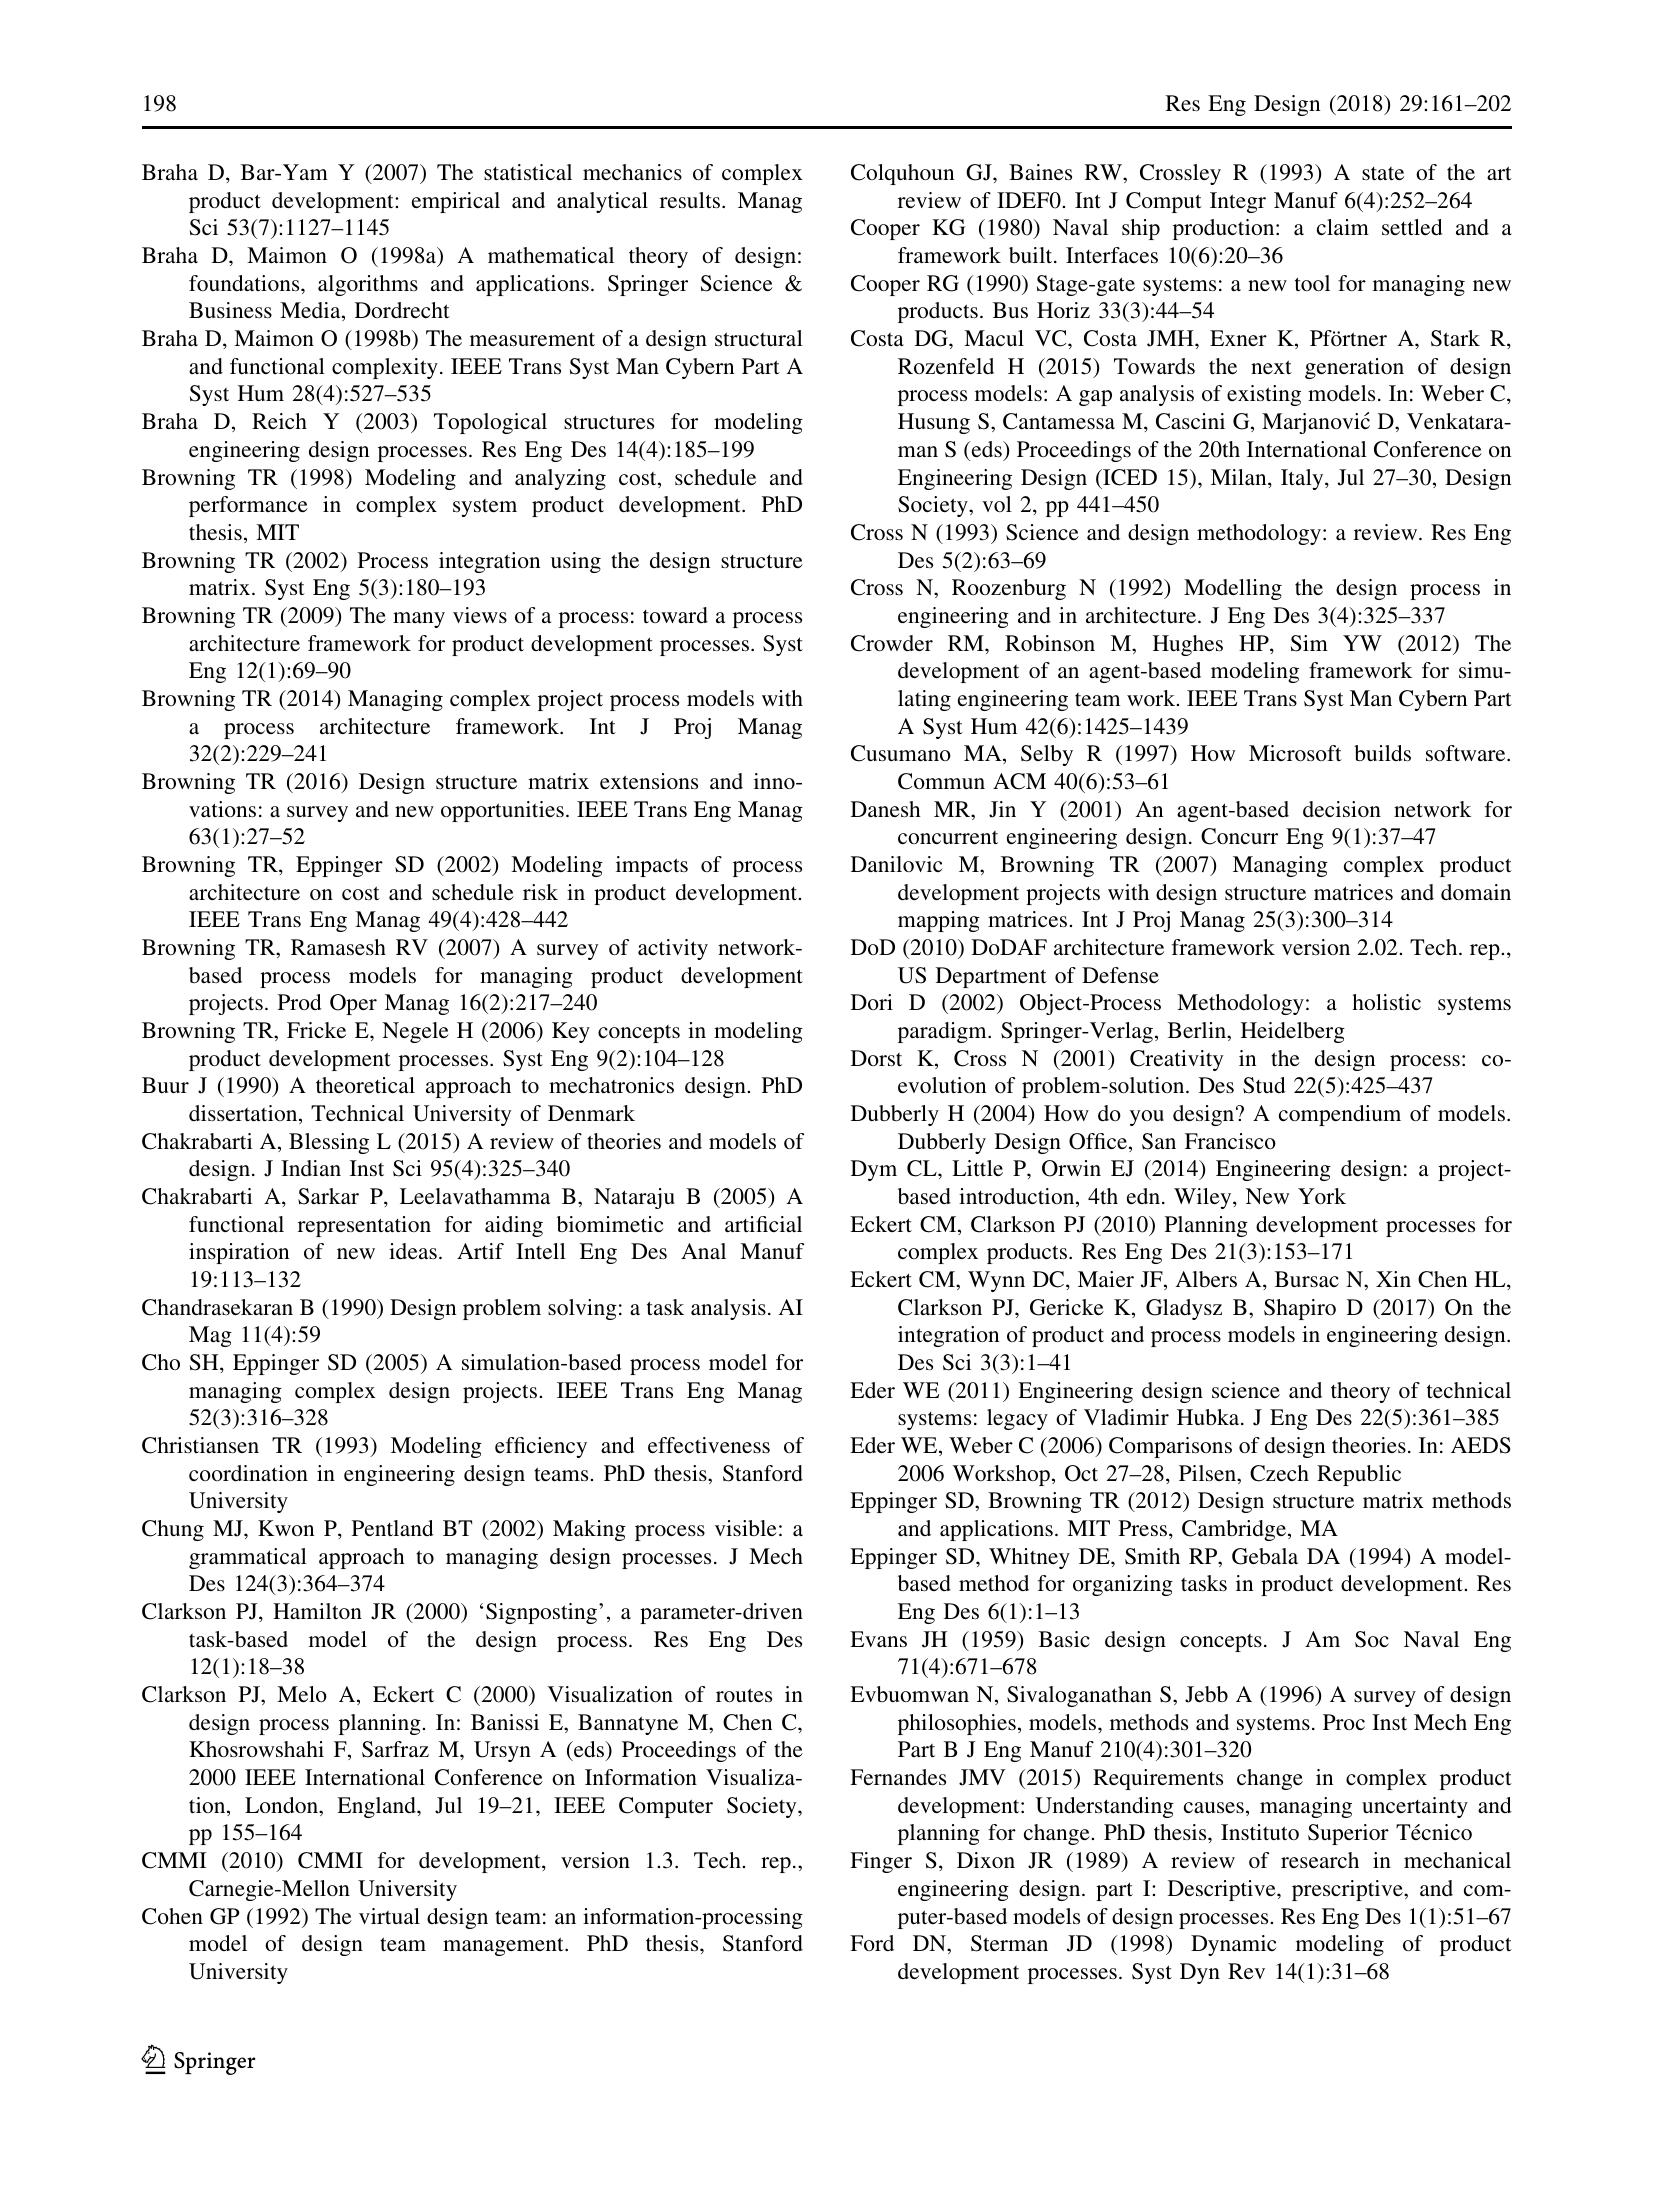 198
Res Eng Design (2018) 29:161–202
Braha D, Bar-Yam Y (2007) The statistical mechanics of complex
product development: empirical and analytical results. Manag
Sci 53(7):1127–1145
Braha D, Maimon O (1998a) A mathematical theory of design:
foundations, algorithms and applications. Springer Science &
Business Media, Dordrecht
Braha D, Maimon O (1998b) The measurement of a design structural
and functional complexity. IEEE Trans Syst Man Cybern Part A
Syst Hum 28(4):527–535
Braha D, Reich Y (2003) Topological structures for modeling
engineering design processes. Res Eng Des 14(4):185–199
Browning TR (1998) Modeling and analyzing cost, schedule and
performance in complex system product development. PhD
thesis, MIT
Browning TR (2002) Process integration using the design structure
matrix. Syst Eng 5(3):180–193
Browning TR (2009) The many views of a process: toward a process
architecture framework for product development processes. Syst
Eng 12(1):69–90
Browning TR (2014) Managing complex project process models with
a process architecture framework. Int J Proj Manag
32(2):229–241
Browning TR (2016) Design structure matrix extensions and inno-
vations: a survey and new opportunities. IEEE Trans Eng Manag
63(1):27–52
Browning TR, Eppinger SD (2002) Modeling impacts of process
architecture on cost and schedule risk in product development.
IEEE Trans Eng Manag 49(4):428–442
Browning TR, Ramasesh RV (2007) A survey of activity network-
based process models for managing product development
projects. Prod Oper Manag 16(2):217–240
Browning TR, Fricke E, Negele H (2006) Key concepts in modeling
product development processes. Syst Eng 9(2):104–128
Buur J (1990) A theoretical approach to mechatronics design. PhD
dissertation, Technical University of Denmark
Chakrabarti A, Blessing L (2015) A review of theories and models of
design. J Indian Inst Sci 95(4):325–340
Chakrabarti A, Sarkar P, Leelavathamma B, Nataraju B (2005) A
functional representation for aiding biomimetic and artificial
inspiration of new ideas. Artif Intell Eng Des Anal Manuf
19:113–132
Chandrasekaran B (1990) Design problem solving: a task analysis. AI
Mag 11(4):59
Cho SH, Eppinger SD (2005) A simulation-based process model for
managing complex design projects. IEEE Trans Eng Manag
52(3):316–328
Christiansen TR (1993) Modeling efficiency and effectiveness of
coordination in engineering design teams. PhD thesis, Stanford
University
Chung MJ, Kwon P, Pentland BT (2002) Making process visible: a
grammatical approach to managing design processes. J Mech
Des 124(3):364–374
Clarkson PJ, Hamilton JR (2000) ‘Signposting’, a parameter-driven
task-based model of the design process. Res Eng Des
12(1):18–38
Clarkson PJ, Melo A, Eckert C (2000) Visualization of routes in
design process planning. In: Banissi E, Bannatyne M, Chen C,
Khosrowshahi F, Sarfraz M, Ursyn A (eds) Proceedings of the
2000 IEEE International Conference on Information Visualiza-
tion, London, England, Jul 19–21, IEEE Computer Society,
pp 155–164
CMMI (2010) CMMI for development, version 1.3. Tech. rep.,
Carnegie-Mellon University
Cohen GP (1992) The virtual design team: an information-processing
model of design team management. PhD thesis, Stanford
University
Colquhoun GJ, Baines RW, Crossley R (1993) A state of the art
review of IDEF0. Int J Comput Integr Manuf 6(4):252–264
Cooper KG (1980) Naval ship production: a claim settled and a
framework built. Interfaces 10(6):20–36
Cooper RG (1990) Stage-gate systems: a new tool for managing new
products. Bus Horiz 33(3):44–54
Costa DG, Macul VC, Costa JMH, Exner K, Pförtner A, Stark R,
Rozenfeld H (2015) Towards the next generation of design
process models: A gap analysis of existing models. In: Weber C,
Husung S, Cantamessa M, Cascini G, Marjanović D, Venkatara-
man S (eds) Proceedings of the 20th International Conference on
Engineering Design (ICED 15), Milan, Italy, Jul 27–30, Design
Society, vol 2, pp 441–450
Cross N (1993) Science and design methodology: a review. Res Eng
Des 5(2):63–69
Cross N, Roozenburg N (1992) Modelling the design process in
engineering and in architecture. J Eng Des 3(4):325–337
Crowder RM, Robinson M, Hughes HP, Sim YW (2012) The
development of an agent-based modeling framework for simu-
lating engineering team work. IEEE Trans Syst Man Cybern Part
A Syst Hum 42(6):1425–1439
Cusumano MA, Selby R (1997) How Microsoft builds software.
Commun ACM 40(6):53–61
Danesh MR, Jin Y (2001) An agent-based decision network for
concurrent engineering design. Concurr Eng 9(1):37–47
Danilovic M, Browning TR (2007) Managing complex product
development projects with design structure matrices and domain
mapping matrices. Int J Proj Manag 25(3):300–314
DoD (2010) DoDAF architecture framework version 2.02. Tech. rep.,
US Department of Defense
Dori D (2002) Object-Process Methodology: a holistic systems
paradigm. Springer-Verlag, Berlin, Heidelberg
Dorst K, Cross N (2001) Creativity in the design process: co-
evolution of problem-solution. Des Stud 22(5):425–437
Dubberly H (2004) How do you design? A compendium of models.
Dubberly Design Office, San Francisco
Dym CL, Little P, Orwin EJ (2014) Engineering design: a project-
based introduction, 4th edn. Wiley, New York
Eckert CM, Clarkson PJ (2010) Planning development processes for
complex products. Res Eng Des 21(3):153–171
Eckert CM, Wynn DC, Maier JF, Albers A, Bursac N, Xin Chen HL,
Clarkson PJ, Gericke K, Gladysz B, Shapiro D (2017) On the
integration of product and process models in engineering design.
Des Sci 3(3):1–41
Eder WE (2011) Engineering design science and theory of technical
systems: legacy of Vladimir Hubka. J Eng Des 22(5):361–385
Eder WE, Weber C (2006) Comparisons of design theories. In: AEDS
2006 Workshop, Oct 27–28, Pilsen, Czech Republic
Eppinger SD, Browning TR (2012) Design structure matrix methods
and applications. MIT Press, Cambridge, MA
Eppinger SD, Whitney DE, Smith RP, Gebala DA (1994) A model-
based method for organizing tasks in product development. Res
Eng Des 6(1):1–13
Evans JH (1959) Basic design concepts. J Am Soc Naval Eng
71(4):671–678
Evbuomwan N, Sivaloganathan S, Jebb A (1996) A survey of design
philosophies, models, methods and systems. Proc Inst Mech Eng
Part B J Eng Manuf 210(4):301–320
Fernandes JMV (2015) Requirements change in complex product
development: Understanding causes, managing uncertainty and
planning for change. PhD thesis, Instituto Superior Técnico
Finger S, Dixon JR (1989) A review of research in mechanical
engineering design. part I: Descriptive, prescriptive, and com-
puter-based models of design processes. Res Eng Des 1(1):51–67
Ford DN, Sterman JD (1998) Dynamic modeling of product
development processes. Syst Dyn Rev 14(1):31–68
Springer